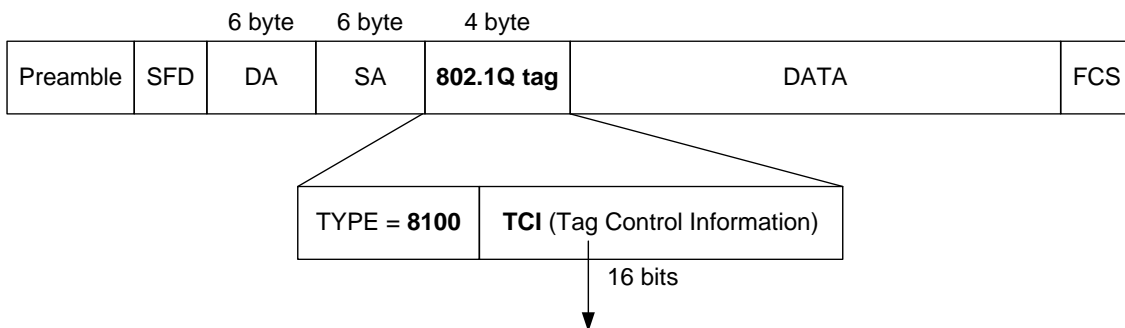 6 byte 6 byte 4 byte
Preamble SFD DA SA 802.1Q tag DATA FCS
TYPE = 8100 TCI (Tag Control Information)
16 bits